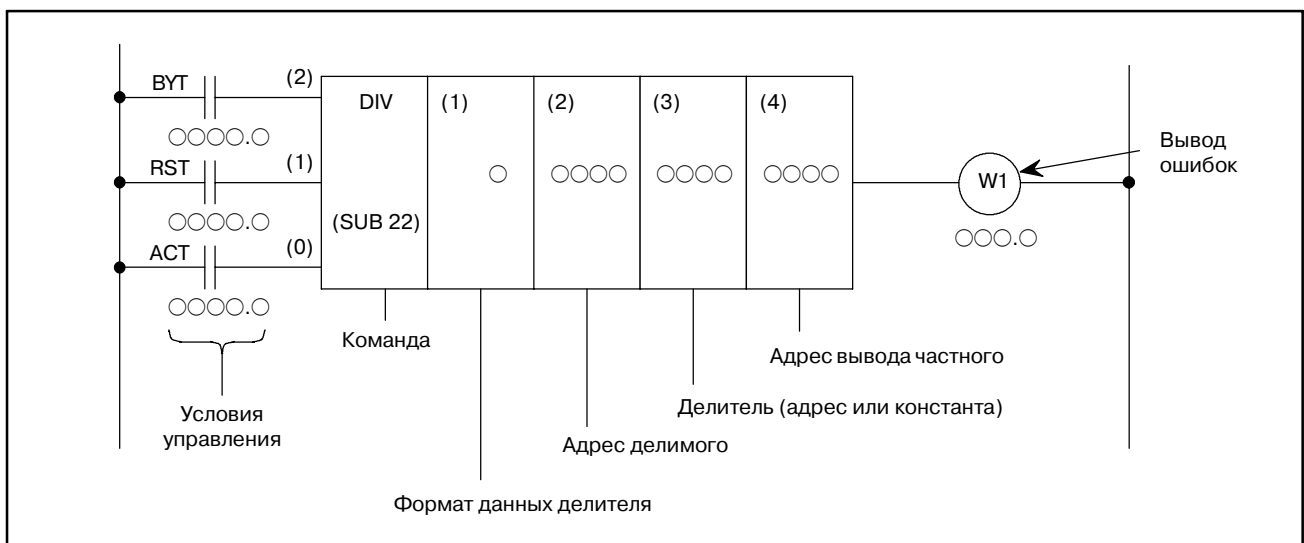 BYT (2) DIV (1) (2) (3) (4)
○○○○.○
Вывод
ошибок
RST (1) ○ ○○○○ ○○○○ ○○○○ W1
○○○○.○ (SUB 22) ○○○.○
ACT (0)
○○○○.○
Команда
Адрес вывода частного
Условия
управления
Делитель (адрес или константа)
Адрес делимого
Формат данных делителя